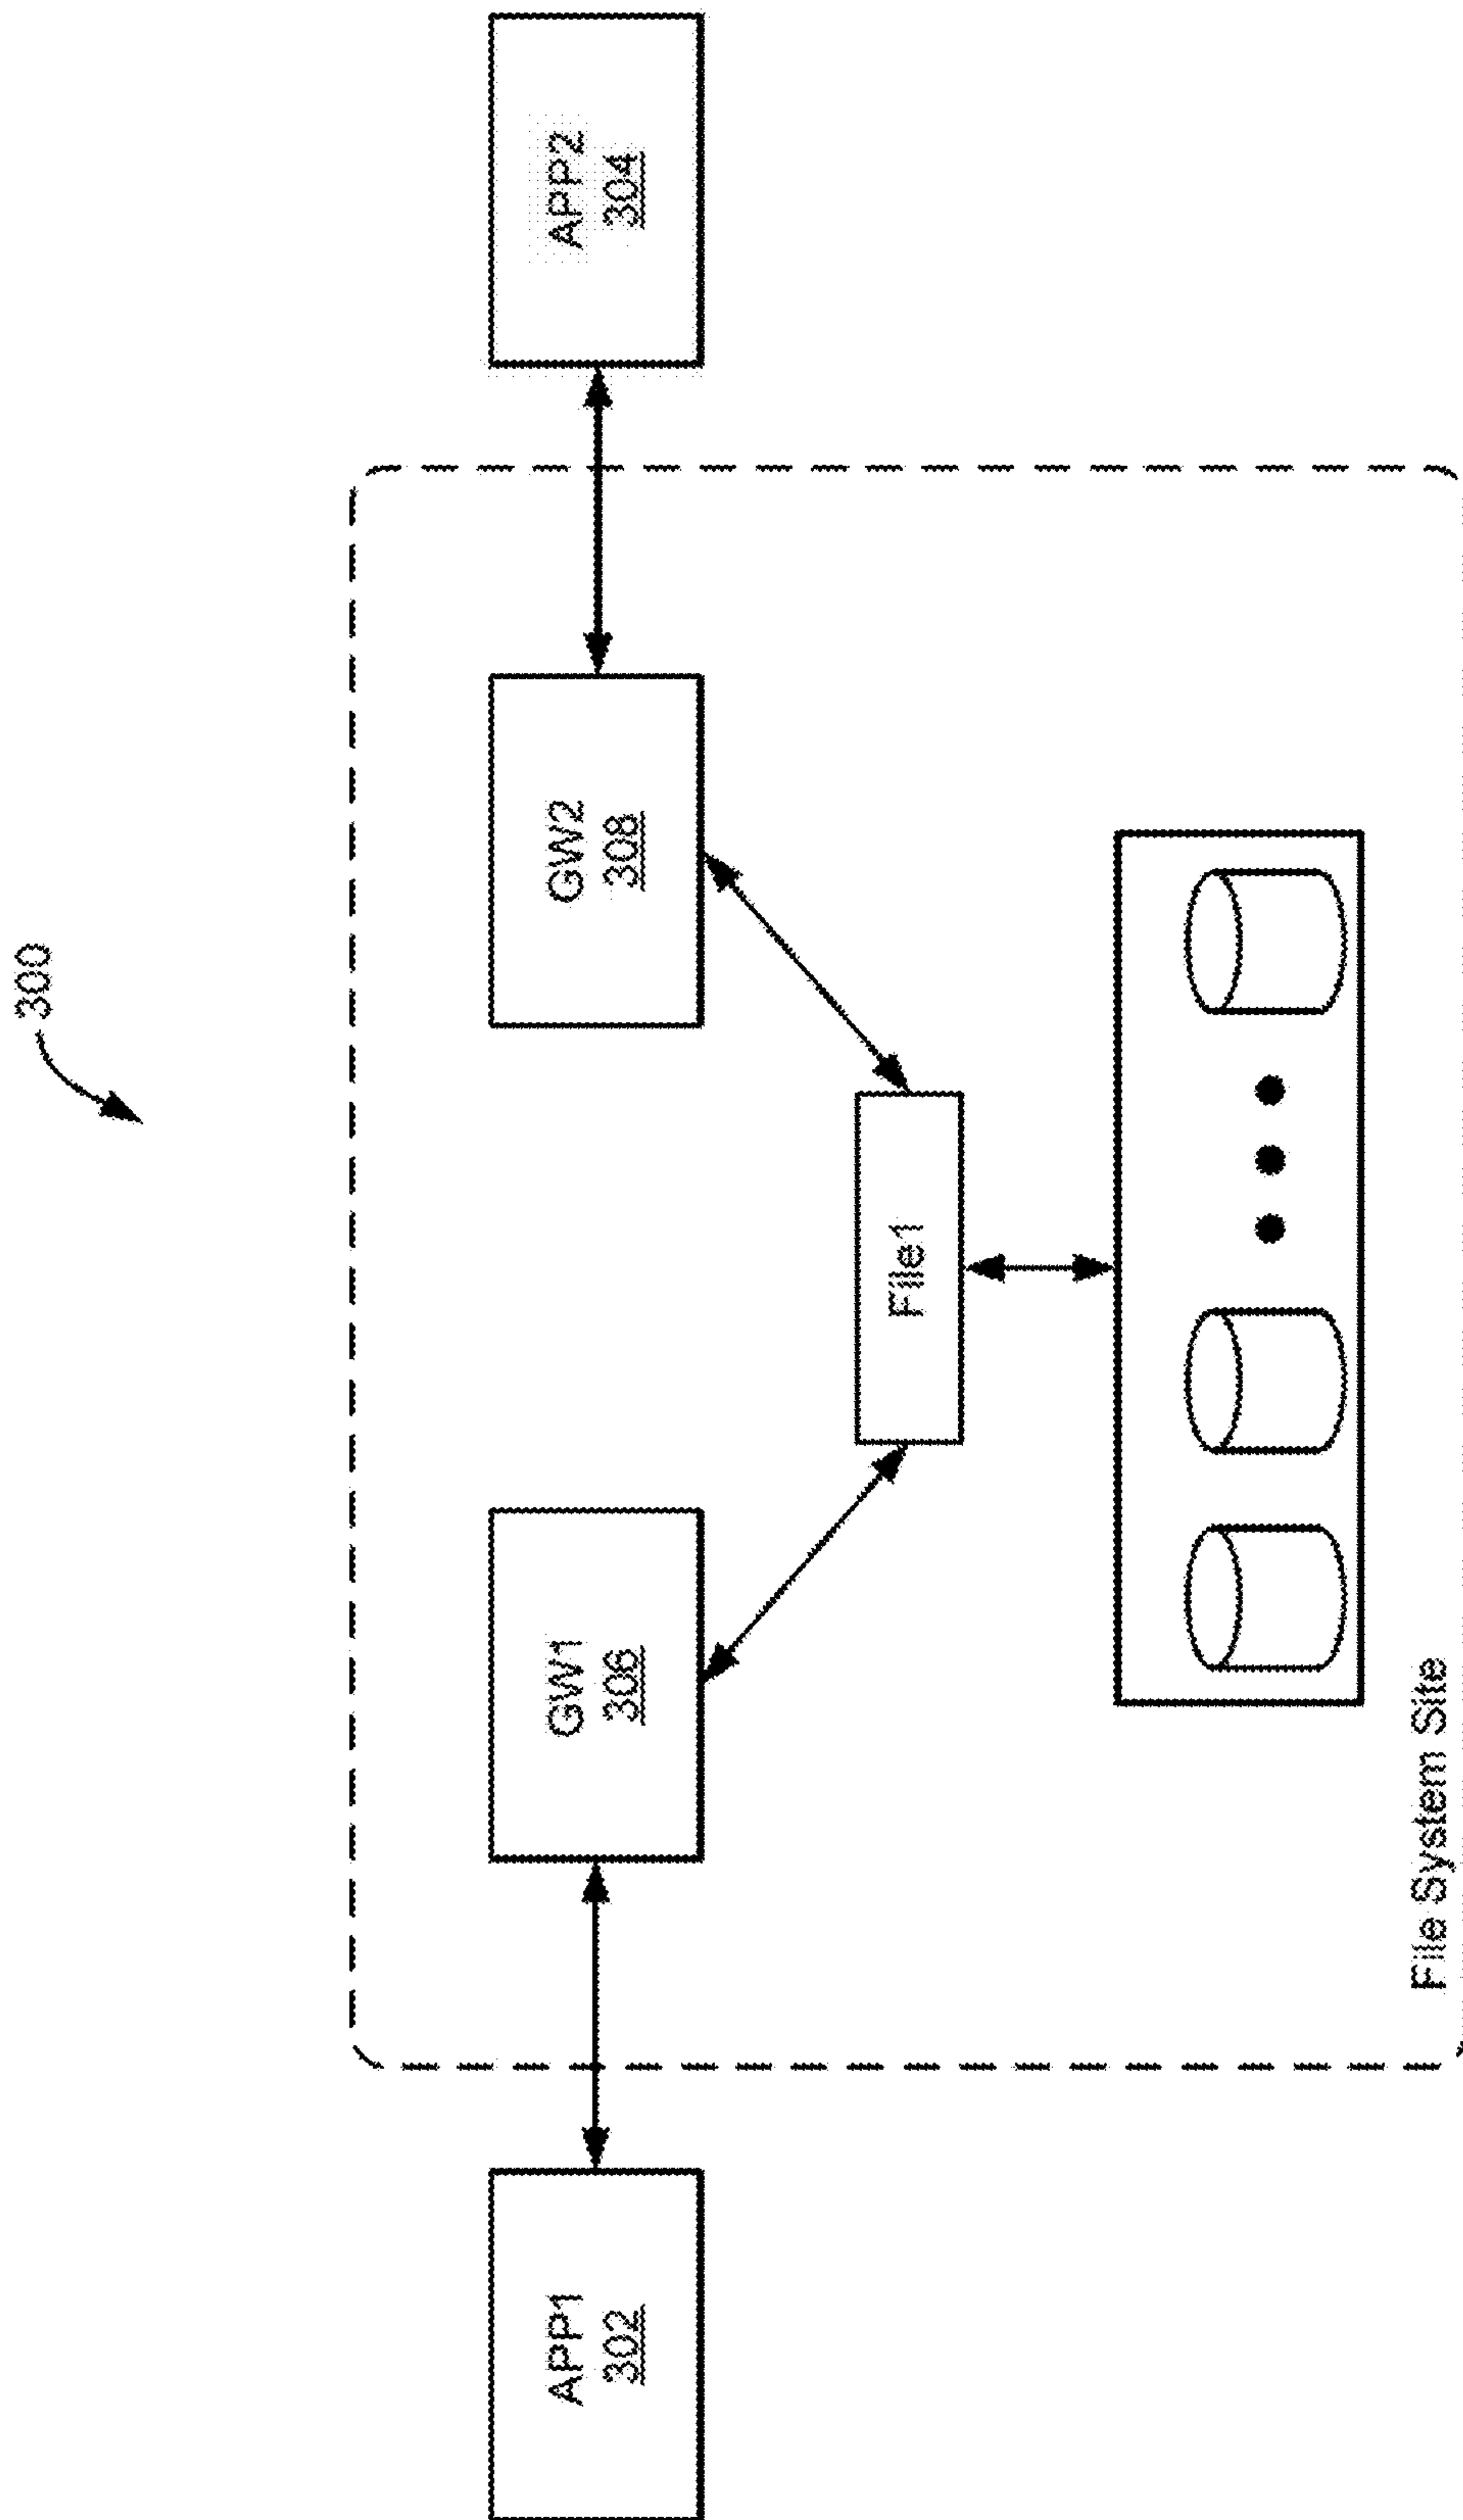 300
APP1
302
GW1
306
GW2
308
APP2
304
File1
File System Site